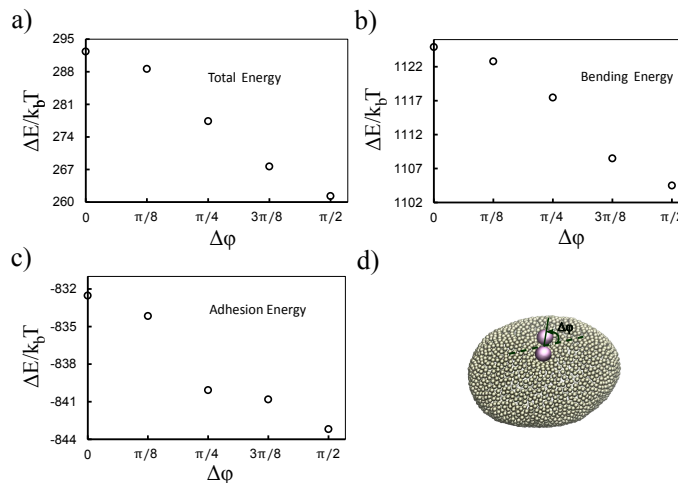 a)
295
288
281
274
267
260
ΔE/k_bT
Total Energy
0
π/8
π/4
3π/8
π/2
Δφ
b)
1122
1117
1112
1107
1102
ΔE/k_bT
Bending Energy
0
π/8
π/4
3π/8
π/2
Δφ
c)
-832
-835
-838
-841
-844
ΔE/k_bT
Adhesion Energy
0
π/8
π/4
3π/8
π/2
Δφ
d)
Δφ